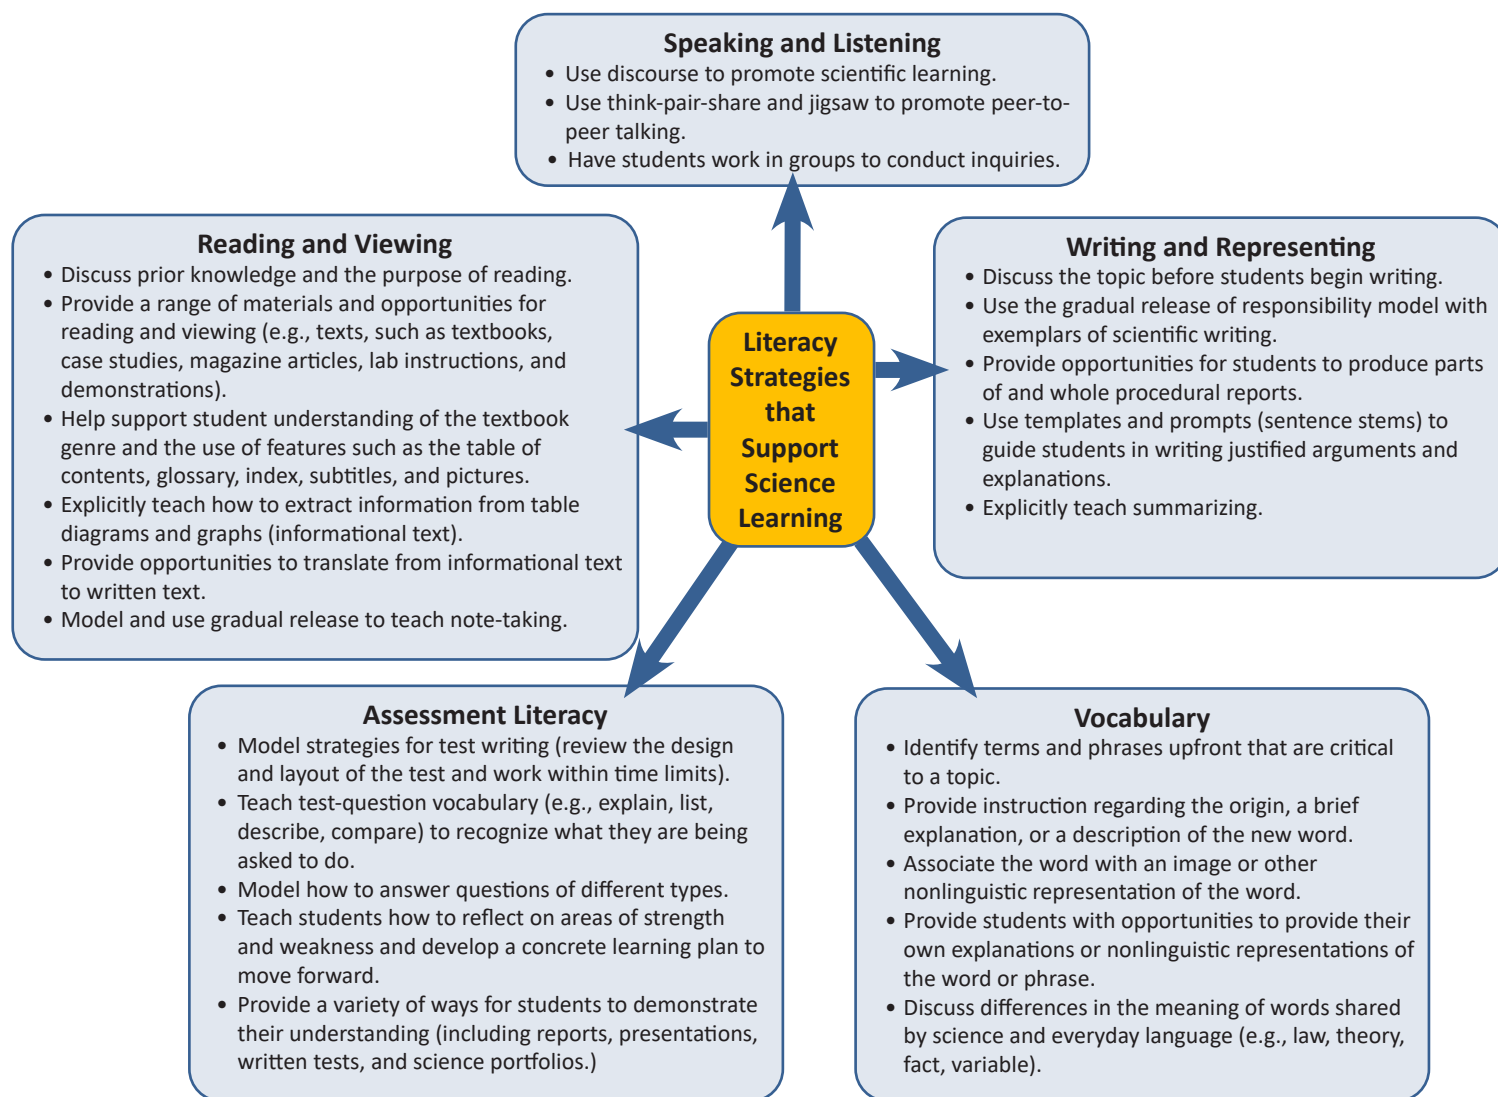 Speaking and Listening
• Use discourse to promote scientific learning.
• Use think-pair-share and jigsaw to promote peer-to-
peer talking.
• Have students work in groups to conduct inquiries.
Reading and Viewing
• Discuss prior knowledge and the purpose of reading.
• Provide a range of materials and opportunities for
reading and viewing (e.g., texts, such as textbooks,
case studies, magazine articles, lab instructions, and
demonstrations).
• Help support student understanding of the textbook
genre and the use of features such as the table of
contents, glossary, index, subtitles, and pictures.
• Explicitly teach how to extract information from table
diagrams and graphs (informational text).
• Provide opportunities to translate from informational text
to written text.
• Model and use gradual release to teach note-taking.
Literacy
Strategies
that
Support
Science
Learning
Writing and Representing
• Discuss the topic before students begin writing.
• Use the gradual release of responsibility model with
exemplars of scientific writing.
• Provide opportunities for students to produce parts
of and whole procedural reports.
• Use templates and prompts (sentence stems) to
guide students in writing justified arguments and
explanations.
• Explicitly teach summarizing.
Assessment Literacy
• Model strategies for test writing (review the design
and layout of the test and work within time limits).
• Teach test-question vocabulary (e.g., explain, list,
describe, compare) to recognize what they are being
asked to do.
• Model how to answer questions of different types.
• Teach students how to reflect on areas of strength
and weakness and develop a concrete learning plan to
move forward.
• Provide a variety of ways for students to demonstrate
their understanding (including reports, presentations,
written tests, and science portfolios.)
Vocabulary
• Identify terms and phrases upfront that are critical
to a topic.
• Provide instruction regarding the origin, a brief
explanation, or a description of the new word.
• Associate the word with an image or other
nonlinguistic representation of the word.
• Provide students with opportunities to provide their
own explanations or nonlinguistic representations of
the word or phrase.
• Discuss differences in the meaning of words shared
by science and everyday language (e.g., law, theory,
fact, variable).